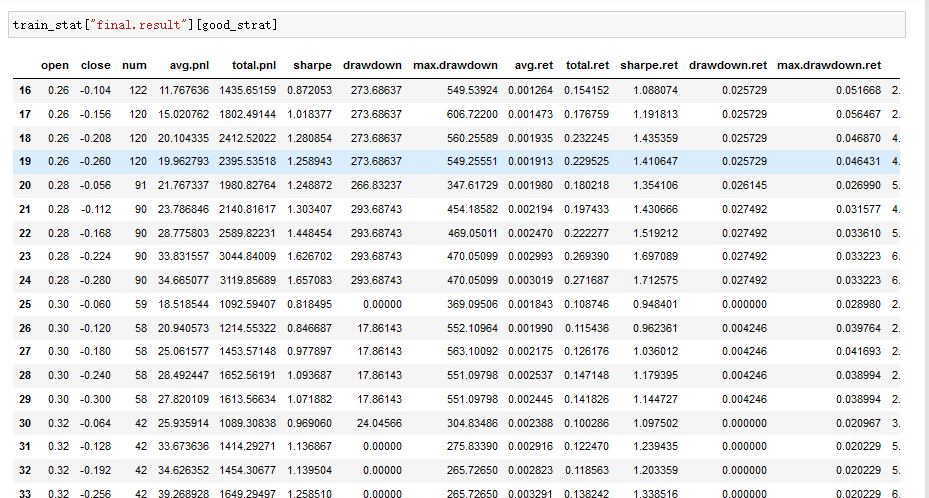 train_stat["final.result"][good_strat]
open close num avg.pnl total.pnl sharpe drawdown max.drawdown avg.ret total.ret sharpe.ret drawdown.ret max.drawdown.ret
16 0.26 -0.104 122 11.767636 1435.65159 0.872053 273.68637 549.53924 0.001264 0.154152 1.088074 0.025729 0.051668 2.
17 0.26 -0.156 120 15.020762 1802.49144 1.018377 273.68637 606.72200 0.001473 0.176759 1.191813 0.025729 0.056467 2.
18 0.26 -0.208 120 20.104335 2412.52022 1.280854 273.68637 560.25589 0.001935 0.232245 1.435359 0.025729 0.046870 4.
19 0.26 -0.260 120 19.962793 2395.53518 1.258943 273.68637 549.25551 0.001913 0.229525 1.410647 0.025729 0.046431 4.
20 0.28 -0.056 91 21.767337 1980.82764 1.248872 266.83237 347.61729 0.001980 0.180218 1.354106 0.026145 0.026990 5.
21 0.28 -0.112 90 23.786846 2140.81617 1.303407 293.68743 454.18582 0.002194 0.197433 1.430666 0.027492 0.031577 4.
22 0.28 -0.168 90 28.775803 2589.82231 1.448454 293.68743 469.05011 0.002470 0.222277 1.519212 0.027492 0.033610 5.
23 0.28 -0.224 90 33.831557 3044.84009 1.626702 293.68743 470.05099 0.002993 0.269390 1.697089 0.027492 0.033223 6.
24 0.28 -0.280 90 34.665077 3119.85689 1.657083 293.68743 470.05099 0.003019 0.271687 1.712575 0.027492 0.033223 6.
25 0.30 -0.060 59 18.518544 1092.59407 0.818495 0.00000 369.09506 0.001843 0.108746 0.948401 0.000000 0.028980 2.
26 0.30 -0.120 58 20.940573 1214.55322 0.846687 17.86143 552.10964 0.001990 0.115436 0.962361 0.004246 0.039764 2.
27 0.30 -0.180 58 25.061577 1453.57148 0.977897 17.86143 563.10092 0.002175 0.126176 1.036012 0.004246 0.041693 2.
28 0.30 -0.240 58 28.492447 1652.56191 1.093687 17.86143 551.09798 0.002537 0.147148 1.179395 0.004246 0.038994 2.
29 0.30 -0.300 58 27.820109 1613.56634 1.071882 17.86143 551.09798 0.002445 0.141826 1.144727 0.004246 0.038994 2.
30 0.32 -0.064 42 25.935914 1089.30838 0.969060 24.04566 304.83486 0.002388 0.100286 1.097502 0.000000 0.020967 3.
31 0.32 -0.128 42 33.673636 1414.29271 1.136867 0.00000 275.83390 0.002916 0.122470 1.239435 0.000000 0.020229 5.
32 0.32 -0.192 42 34.626352 1454.30677 1.139504 0.00000 265.72650 0.002823 0.118563 1.203359 0.000000 0.020229 5.
33 0.32 -0.256 42 39.268928 1649.29497 1.258510 0.00000 265.72650 0.003291 0.138242 1.338516 0.000000 0.020229 6.